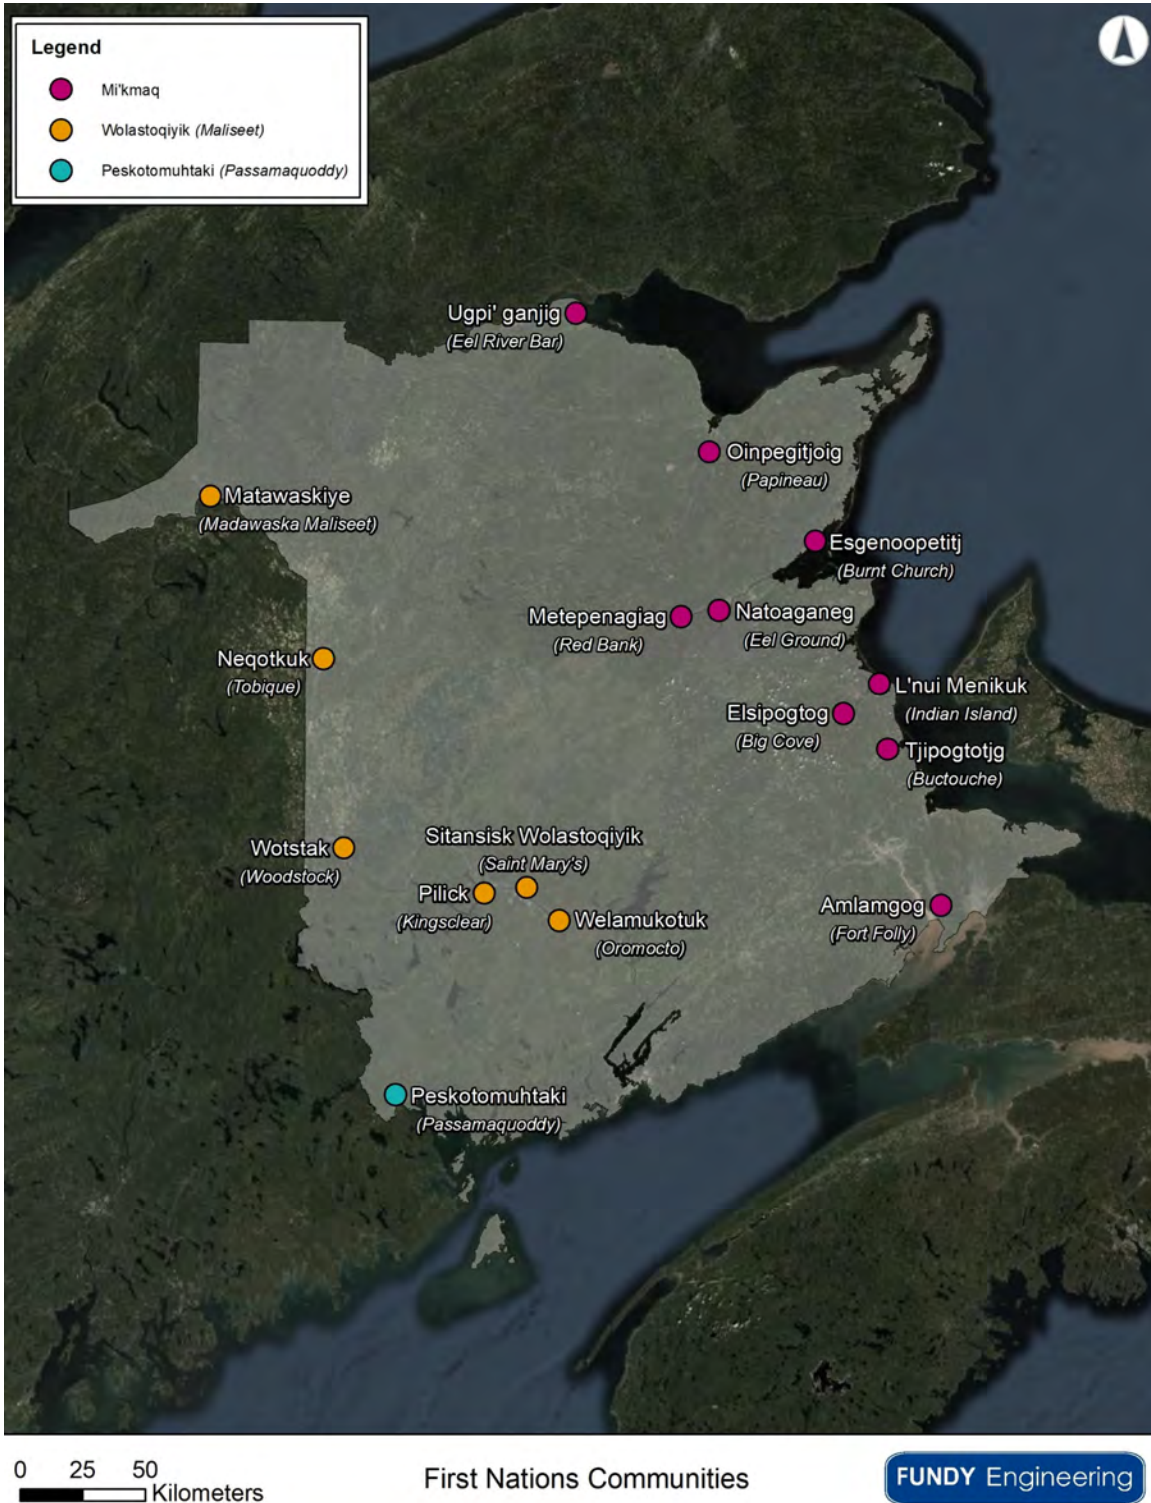 Legend
Mi'kmaq
Wolastoqiyik (Maliseet)
Peskotomuhtaki (Passamaquoddy)
Ugpi' ganjig
(Eel River Bar)
Oinpegitjoig
(Papineau)
Matawaskiye
(Madawaska Maliseet)
Esgenoopetitj
(Burnt Church)
Metepenagiag
(Red Bank)
Natoaganeg
(Eel Ground)
Neqotkuk
(Tobique)
L'nui Menikuk
(Indian Island)
Elsipogtog
(Big Cove)
Tjipogtotjg
(Buctouche)
Wotstak
(Woodstock)
Sitansisk Wolastoqiyik
(Saint Mary's)
Pilick
(Kingsclear)
Welamukotuk
(Oromocto)
Amlamgog
(Fort Folly)
Peskotomuhtaki
(Passamaquoddy)
0 25 50
Kilometers
First Nations Communities
FUNDY Engineering